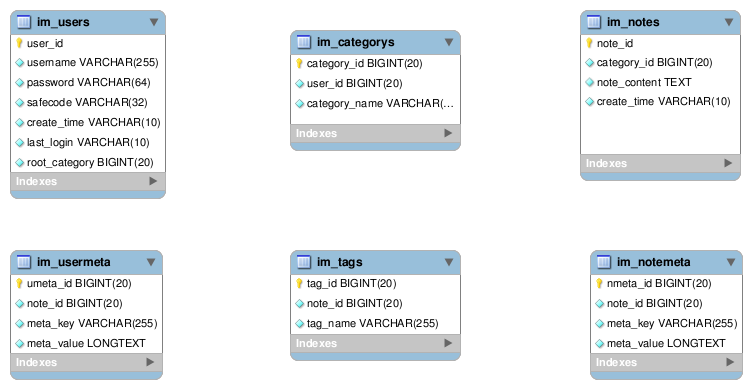 im_users
user_id
username VARCHAR(255)
password VARCHAR(64)
safecode VARCHAR(32)
create_time VARCHAR(10)
last_login VARCHAR(10)
root_category BIGINT(20)
Indexes
im_categorys
category_id BIGINT(20)
user_id BIGINT(20)
category_name VARCHAR(...
Indexes
im_notes
note_id
category_id BIGINT(20)
note_content TEXT
create_time VARCHAR(10)
Indexes
im_usermeta
umeta_id BIGINT(20)
note_id BIGINT(20)
meta_key VARCHAR(255)
meta_value LONGTEXT
Indexes
im_tags
tag_id BIGINT(20)
note_id BIGINT(20)
tag_name VARCHAR(255)
Indexes
im_notemeta
nmeta_id BIGINT(20)
note_id BIGINT(20)
meta_key VARCHAR(255)
meta_value LONGTEXT
Indexes